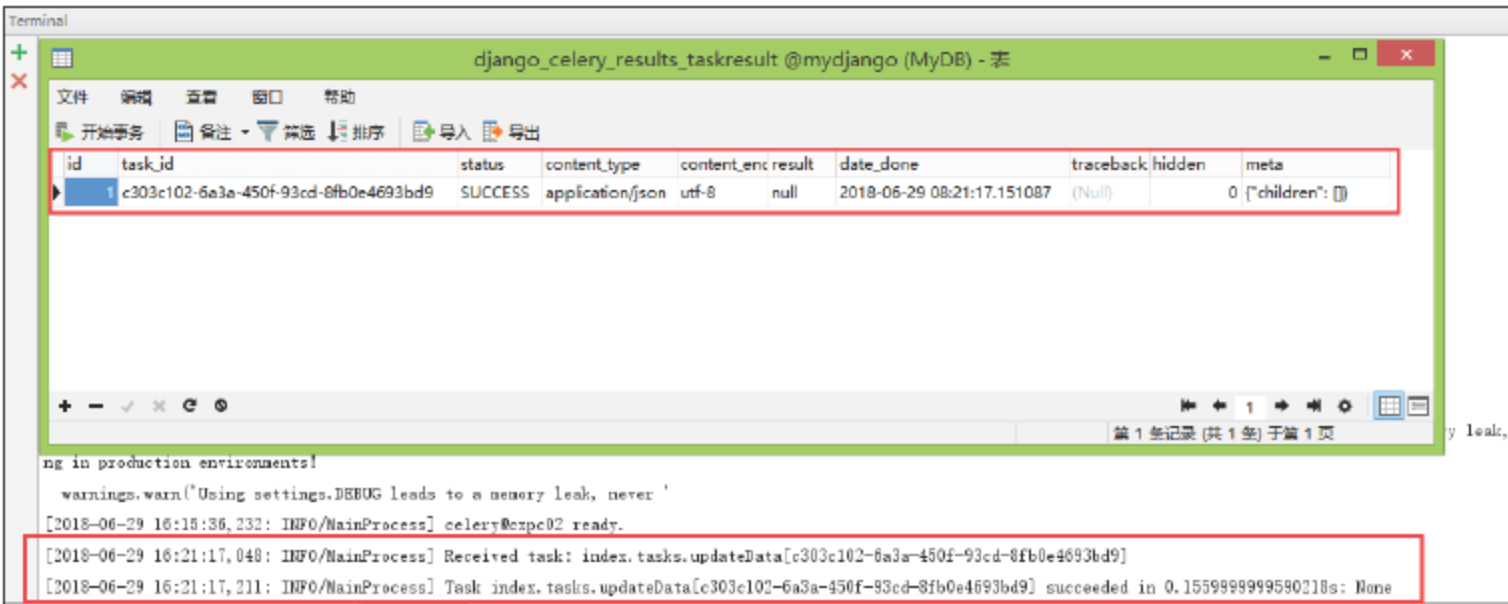 Terminal
django_celery_results_taskresult @mydjango (MyDB) - 表
文件 编辑 查看 窗口 帮助
开始事务 备注 筛选 排序 导入 导出
id task_id status content_type content_enc result date_done traceback hidden meta
1 c303c102-6a3a-450f-93cd-8fb0e4693bd9 SUCCESS application/json utf-8 null 2018-06-29 08:21:17.151087 (Null) 0 {"children": []}
1
第 1 条记录 (共 1 条) 于第 1 页
y leak,
ng in production environments!
warnings.warn('Using settings.DEBUG leads to a memory leak, never '
[2018-06-29 16:15:36,232: INFO/MainProcess] celery@cxpc02 ready.
[2018-06-29 16:21:17,048: INFO/MainProcess] Received task: index.tasks.updateData[c303c102-6a3a-450f-93cd-8fb0e4693bd9]
[2018-06-29 16:21:17,211: INFO/MainProcess] Task index.tasks.updateData[c303c102-6a3a-450f-93cd-8fb0e4693bd9] succeeded in 0.1559999999590218s: None